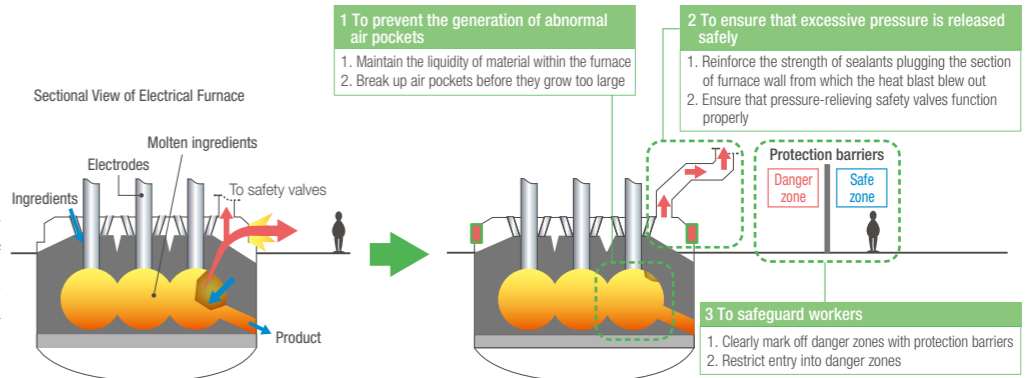 Sectional View of Electrical Furnace
Molten ingredients
Electrodes
Ingredients
To safety valves
Product
1 To prevent the generation of abnormal
air pockets
1. Maintain the liquidity of material within the furnace
2. Break up air pockets before they grow too large
2 To ensure that excessive pressure is released
safely
1. Reinforce the strength of sealants plugging the section
of furnace wall from which the heat blast blew out
2. Ensure that pressure-relieving safety valves function
properly
Protection barriers
Danger
zone
Safe
zone
3 To safeguard workers
1. Clearly mark off danger zones with protection barriers
2. Restrict entry into danger zones